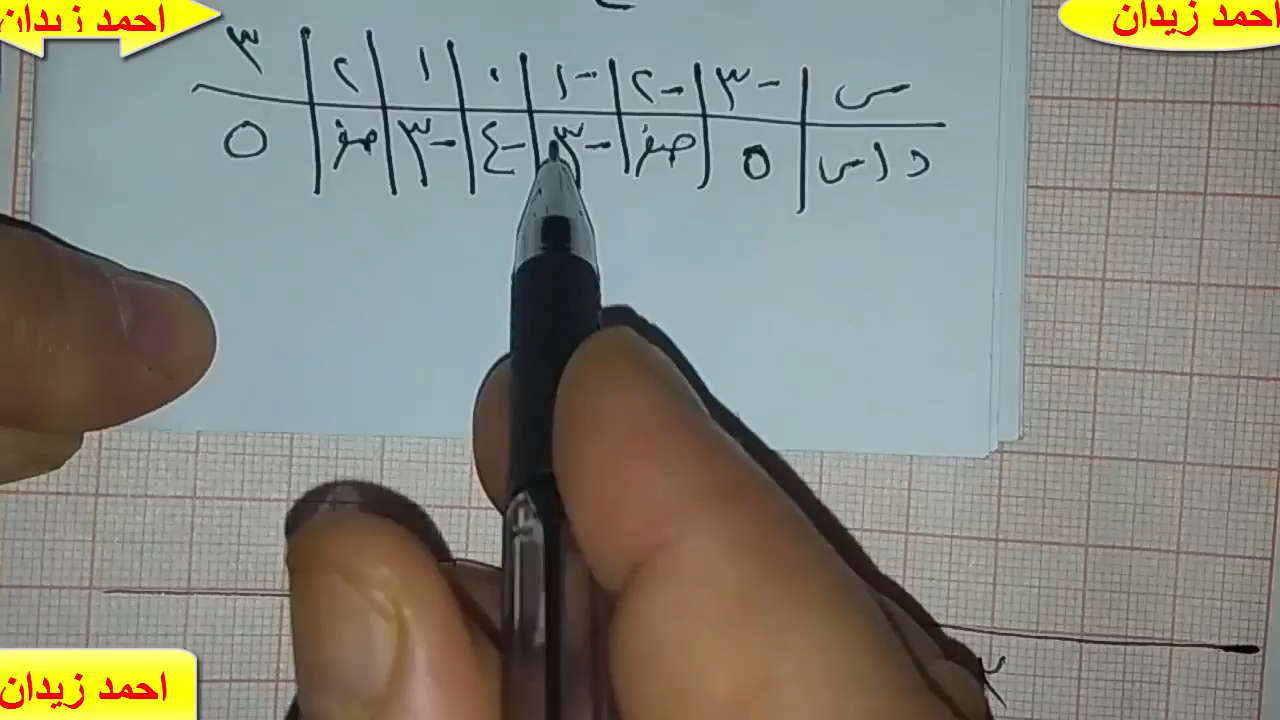 احمد زيدان
احمد زيدان
س | -٣ | -٢ | -١ | ٠ | ١ | ٢ | ٣
د(س) | ٥ | صفر | -٣ | -٤ | -٣ | صفر | ٥
س
احمد زيدان